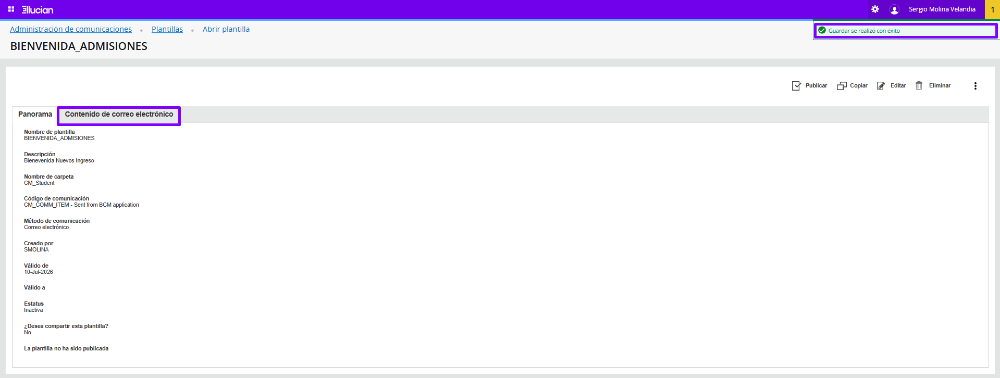 Ellucian
Sergio Molina Velandia
1
Administración de comunicaciones
Plantillas
Abrir plantilla
Guardar se realizó con éxito
BIENVENIDA_ADMISIONES
Publicar
Copiar
Editar
Eliminar
Panorama
Contenido de correo electrónico
Nombre de plantilla
BIENVENIDA_ADMISIONES
Descripción
Bienevenida Nuevos Ingreso
Nombre de carpeta
CM_Student
Código de comunicación
CM_COMM_ITEM - Sent from BCM application
Método de comunicación
Correo electrónico
Creado por
SMOLINA
Válido de
10-Jul-2026
Válido a
Estatus
Inactiva
¿Desea compartir esta plantilla?
No
La plantilla no ha sido publicada